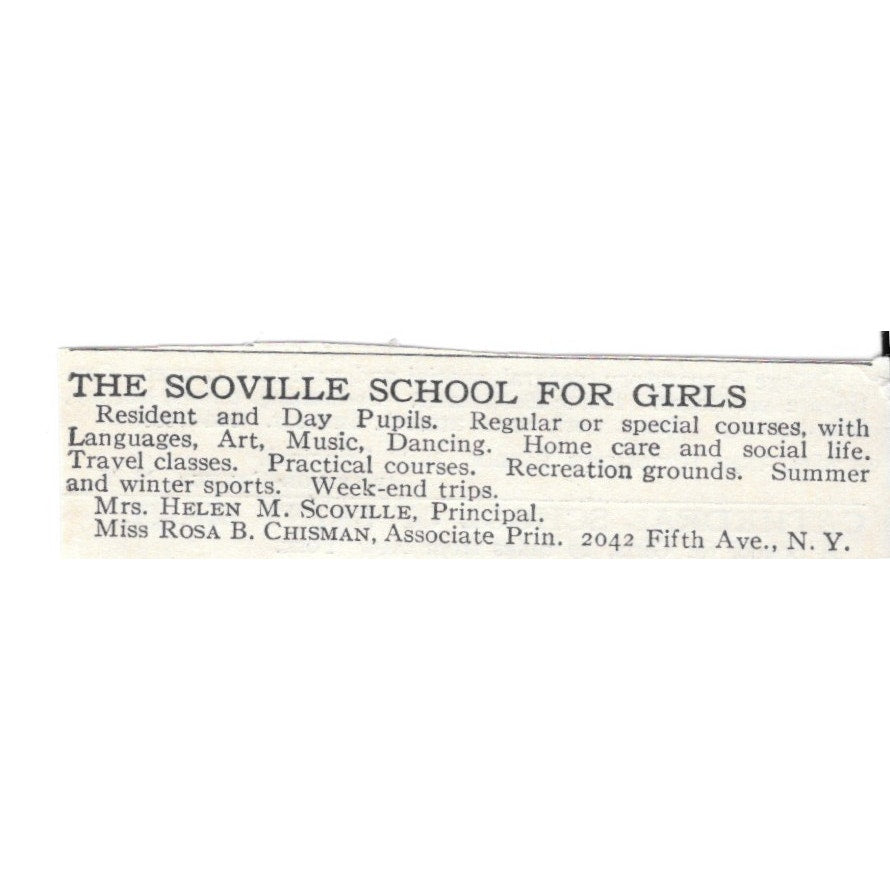 THE SCOVILLE SCHOOL FOR GIRLS
Resident and Day Pupils. Regular or special courses, with
Languages, Art, Music, Dancing. Home care and social life.
Travel classes. Practical courses. Recreation grounds. Summer
and winter sports. Week-end trips.
Mrs. HELEN M. SCOVILLE, Principal.
Miss ROSA B. CHISMAN, Associate Prin. 2042 Fifth Ave., N. Y.